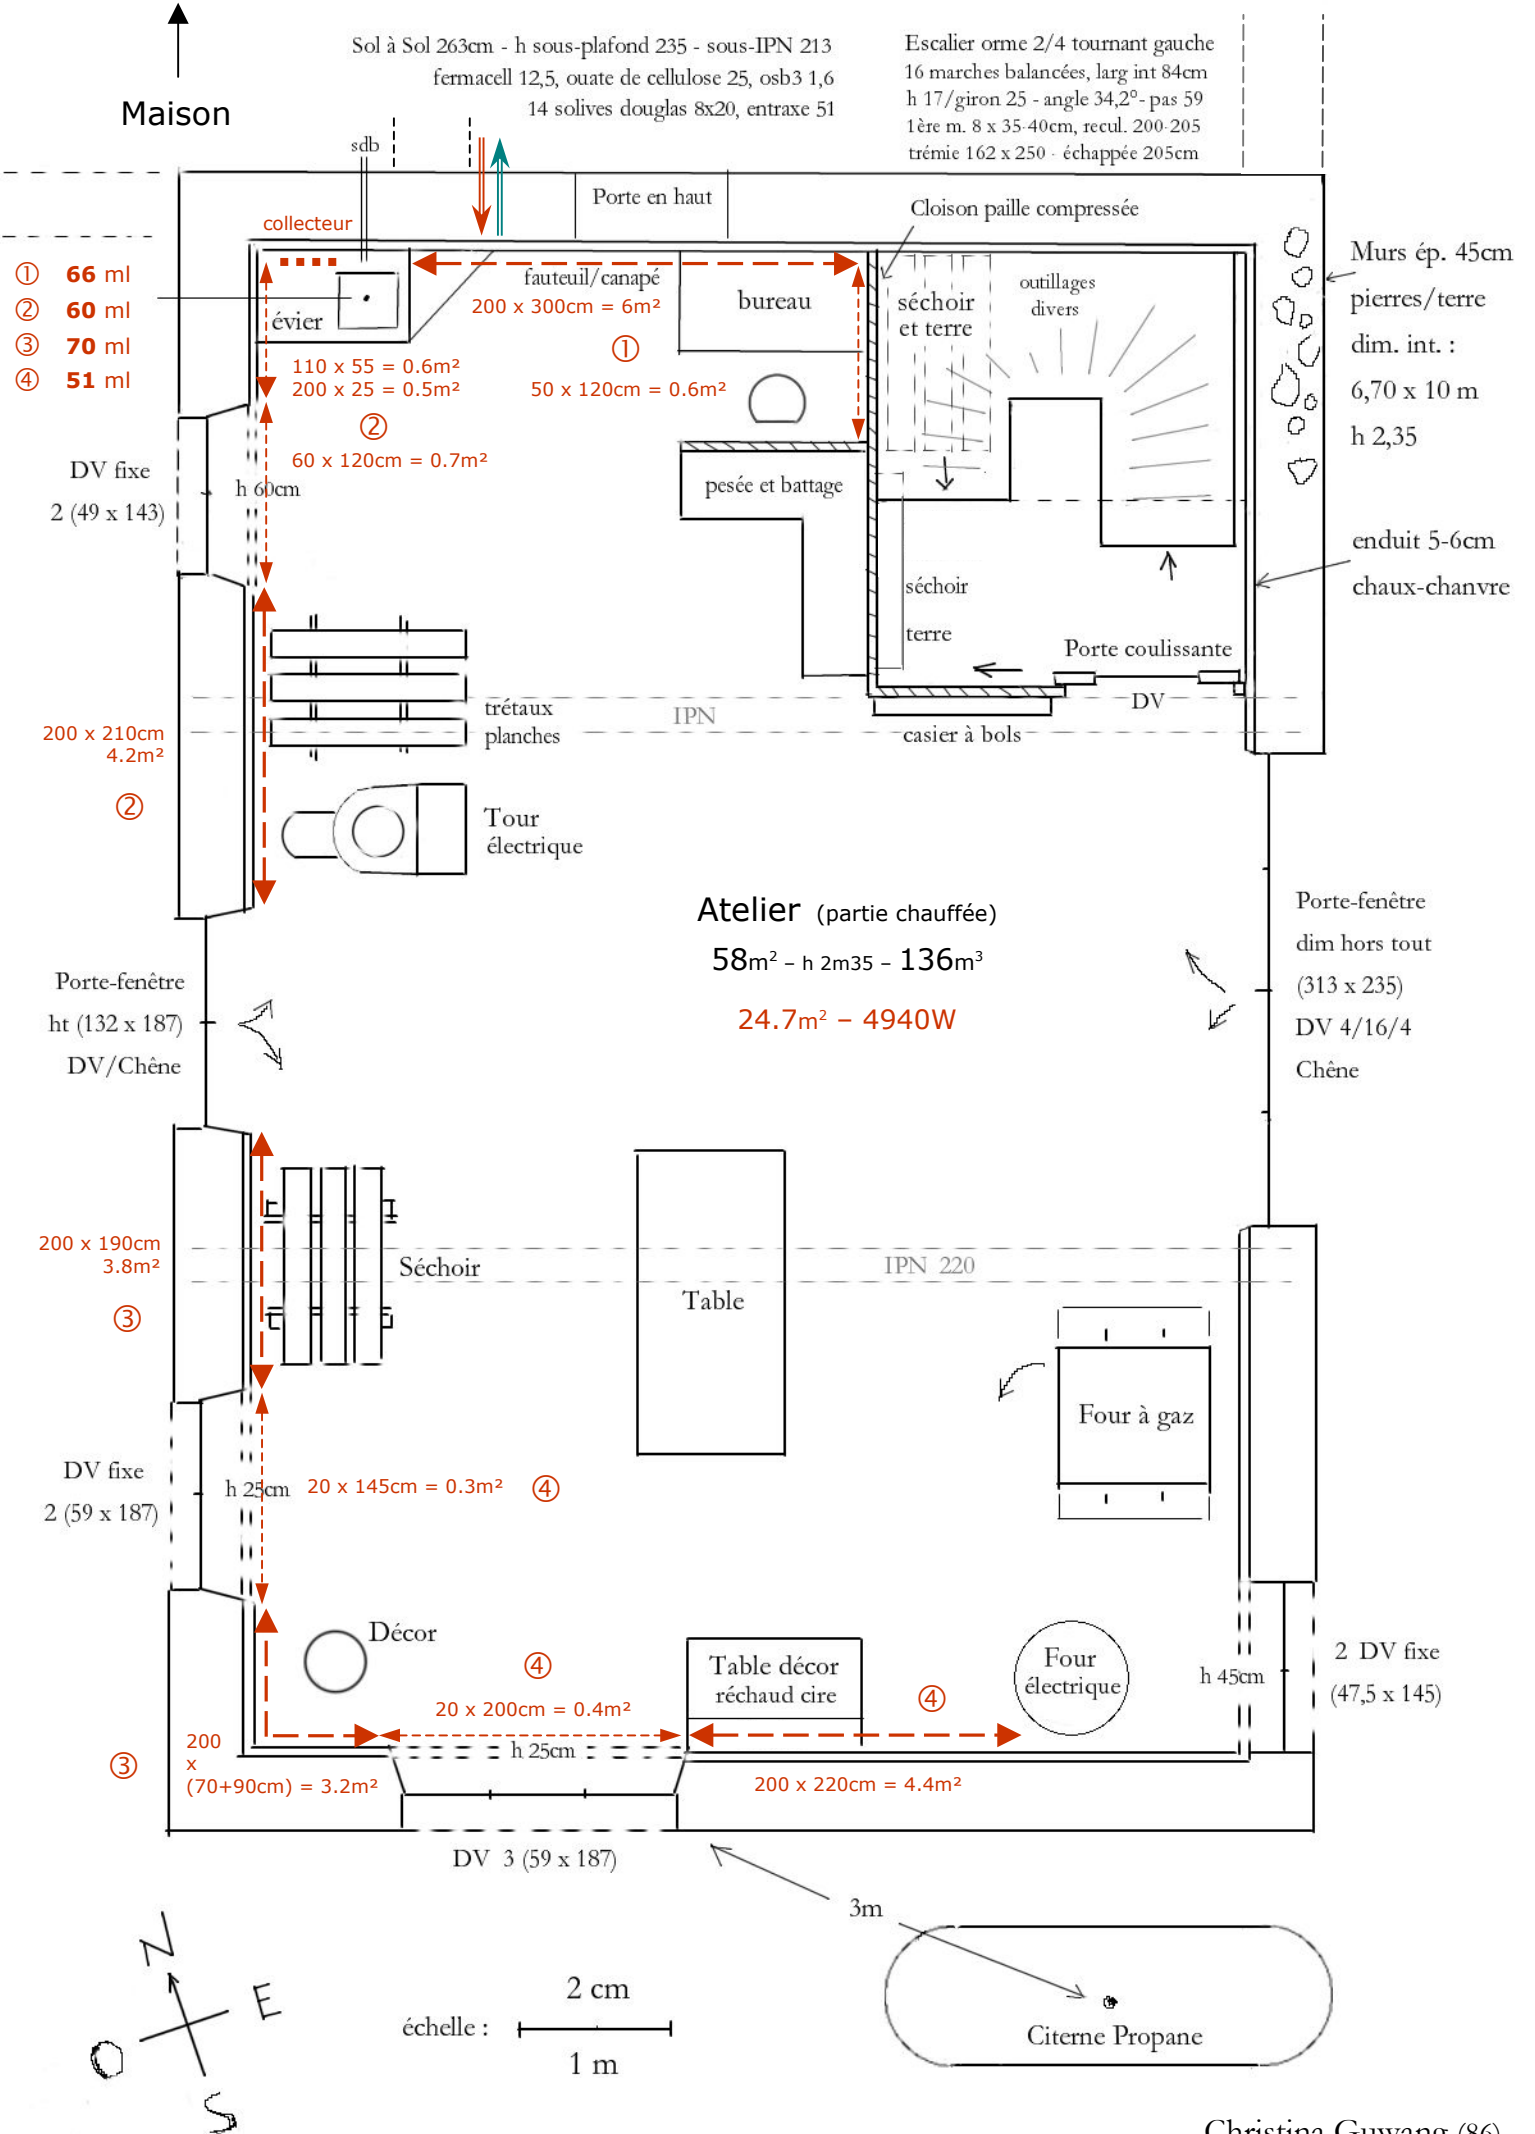 Sol à Sol 263cm - h sous-plafond 235 - sous-IPN 213
fermacell 12,5, ouate de cellulose 25, osb3 1,6
14 solives douglas 8x20, entraxe 51
Escalier orme 2/4 tournant gauche
16 marches balancées, larg int 84cm
h 17/giron 25 - angle 34,2°- pas 59
1ère m. 8 x 35-40cm, recul. 200-205
trémie 162 x 250 - échappée 205cm
Maison
sdb
Porte en haut
Cloison paille compressée
collecteur
① 66 ml
② 60 ml
③ 70 ml
④ 51 ml
évier
fauteuil/canapé
200 x 300cm = 6m²
①
bureau
séchoir
et terre
outillages
divers
Murs ép. 45cm
pierres/terre
dim. int. :
6,70 x 10 m
h 2,35
110 x 55 = 0.6m²
200 x 25 = 0.5m²
50 x 120cm = 0.6m²
②
60 x 120cm = 0.7m²
DV fixe
2 (49 x 143)
h 60cm
pesée et battage
enduit 5-6cm
chaux-chanvre
séchoir
terre
Porte coulissante
DV
trétaux
planches
IPN
casier à bols
200 x 210cm
4.2m²
②
Tour
électrique
Atelier (partie chauffée)
58m² – h 2m35 – 136m³
24.7m² – 4940W
Porte-fenêtre
dim hors tout
(313 x 235)
DV 4/16/4
Chêne
Porte-fenêtre
ht (132 x 187)
DV/Chêne
200 x 190cm
3.8m²
③
Séchoir
IPN 220
Table
Four à gaz
DV fixe
2 (59 x 187)
h 25cm
20 x 145cm = 0.3m² ④
Décor
④
20 x 200cm = 0.4m²
Table décor
réchaud cire
④
Four
électrique
h 45cm
2 DV fixe
(47,5 x 145)
③
200
x
(70+90cm) = 3.2m²
h 25cm
200 x 220cm = 4.4m²
DV 3 (59 x 187)
3m
N
E
O
S
échelle :
2 cm
1 m
Citerne Propane
Christina Guwang (86)